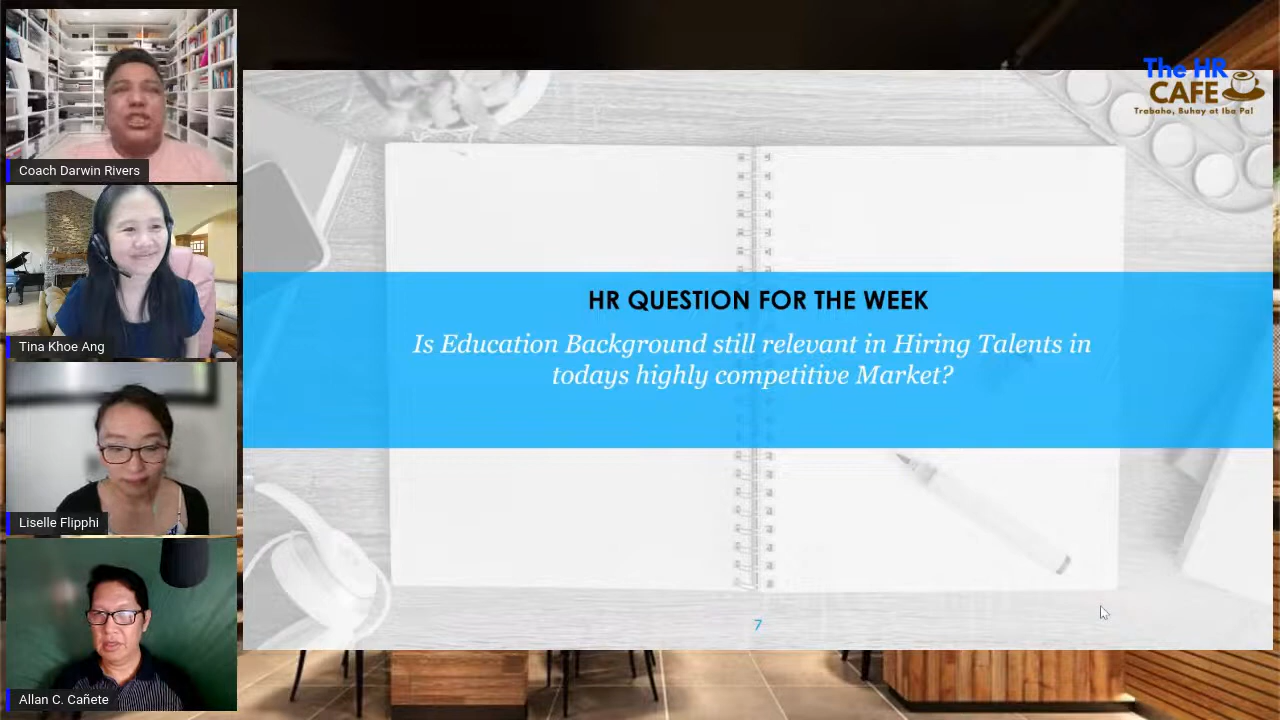 The HR
CAFE
Trabaho, Buhay at Iba Pa!
Coach Darwin Rivers
Tina Khoe Ang
Liselle Flipphi
Allan C. Cañete
HR QUESTION FOR THE WEEK
Is Education Background still relevant in Hiring Talents in
todays highly competitive Market?
7